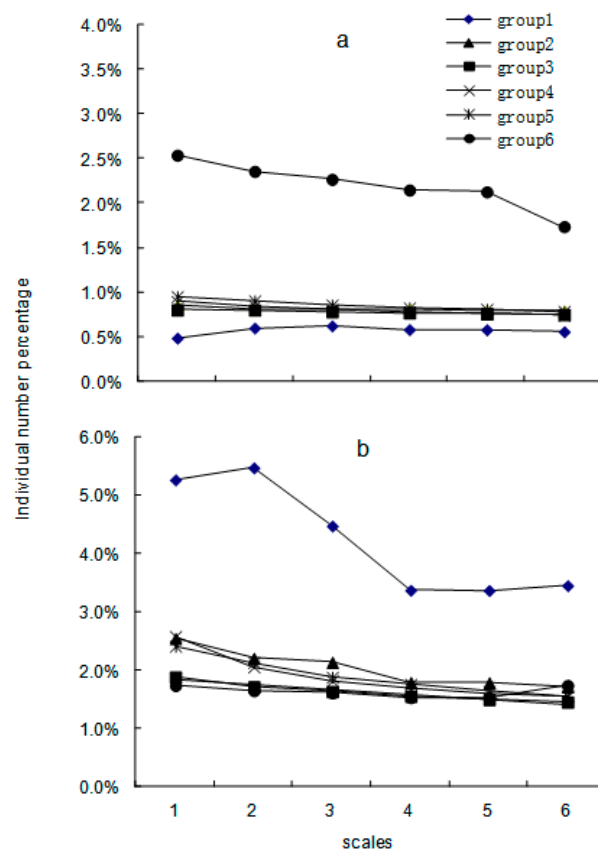 a
group1
group2
group3
group4
group5
group6
4.0%
3.5%
3.0%
2.5%
2.0%
1.5%
1.0%
0.5%
0.0%
Individual number percentage
b
6.0%
5.0%
4.0%
3.0%
2.0%
1.0%
0.0%
1 2 3 4 5 6
scales